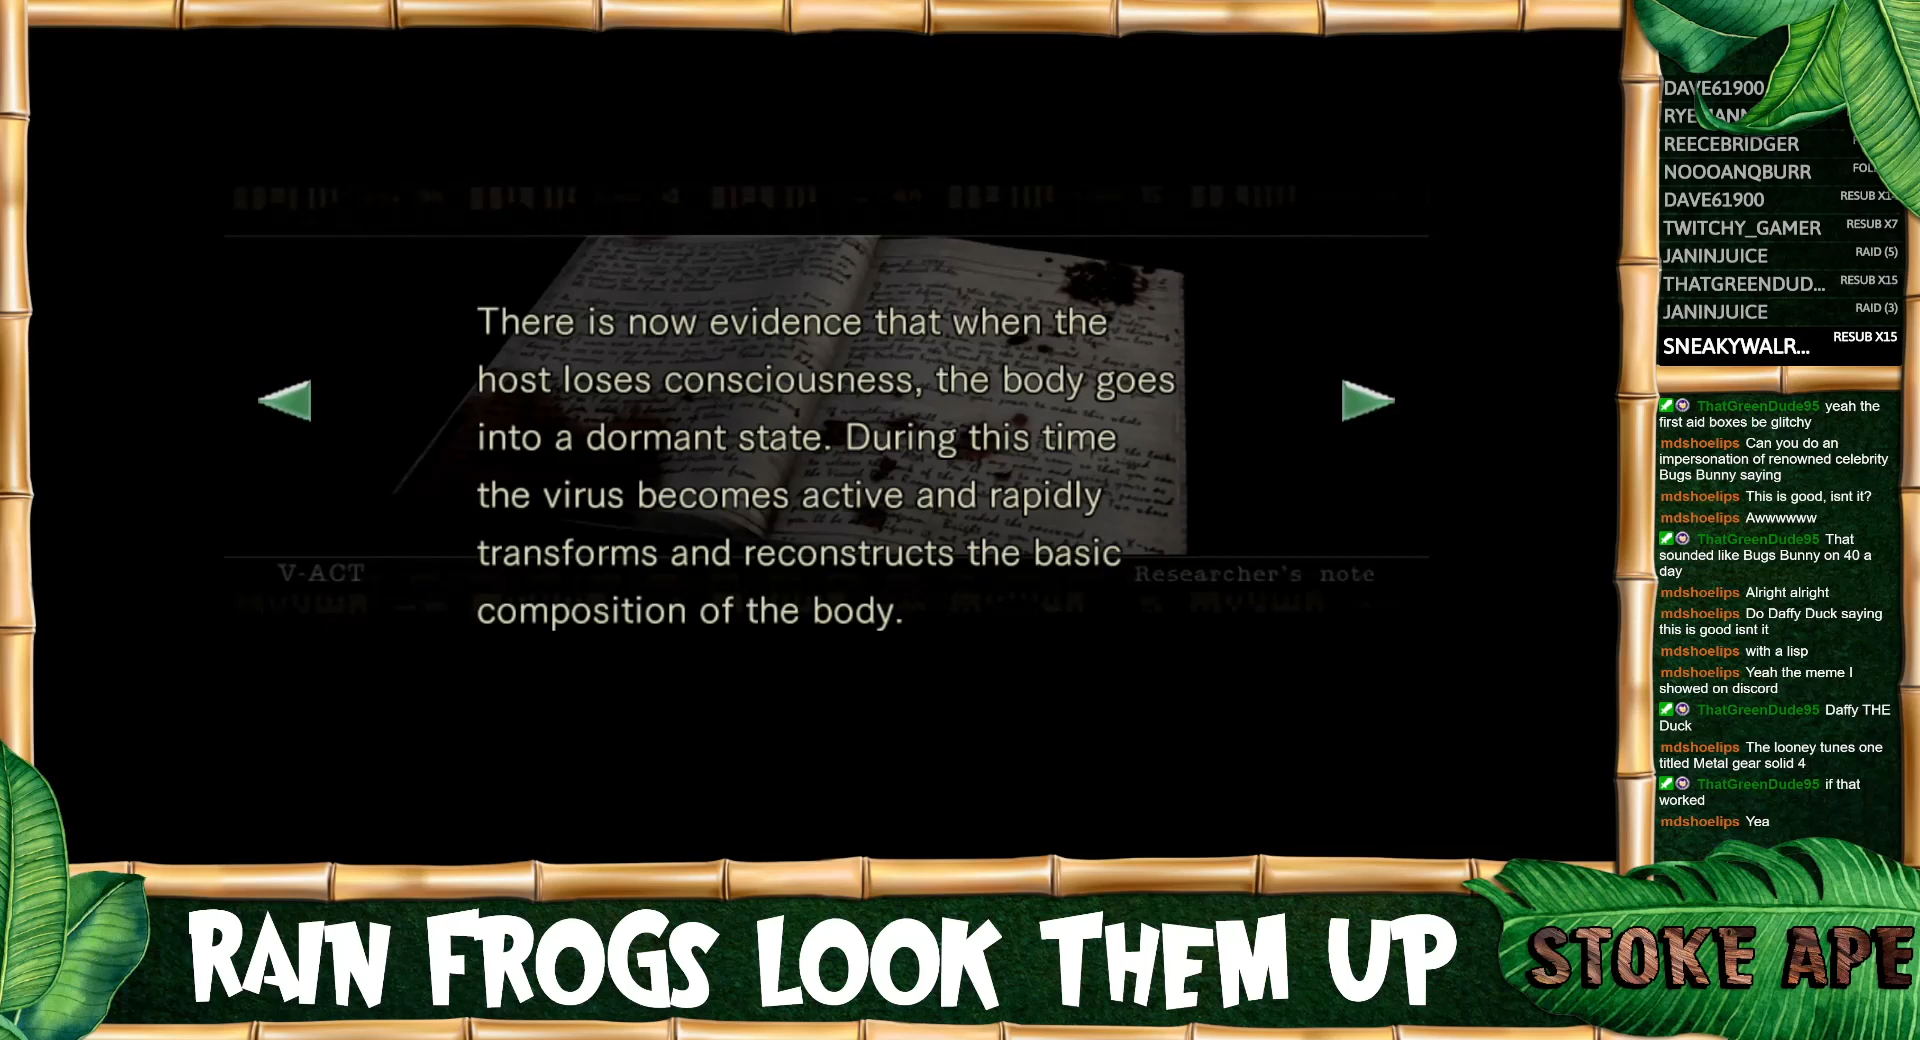 There is now evidence that when the
host loses consciousness, the body goes
into a dormant state. During this time
the virus becomes active and rapidly
transforms and reconstructs the basic
composition of the body.
V-ACT
Researcher's note
DAVE61900
REECEBRIDGER
NOOOANQBURR
DAVE61900
TWITCHY_GAMER RESUB X7
JANINJUICE RAID (5)
THATGREENDUD... RESUB X15
JANINJUICE RAID (3)
SNEAKYWALR... RESUB X15
ThatGreenDude95 yeah the
first aid boxes be glitchy
mdshoelips Can you do an
impersonation of renowned celebrity
Bugs Bunny saying
mdshoelips This is good, isnt it?
mdshoelips Awwwwww
ThatGreenDude95 That
sounded like Bugs Bunny on 40 a
day
mdshoelips Alright alright
mdshoelips Do Daffy Duck saying
this is good isnt it
mdshoelips with a lisp
mdshoelips Yeah the meme I
showed on discord
ThatGreenDude95 Daffy THE
Duck
mdshoelips The looney tunes one
titled Metal gear solid 4
ThatGreenDude95 if that
worked
mdshoelips Yea
RAIN FROGS LOOK THEM UP
STOKE APE